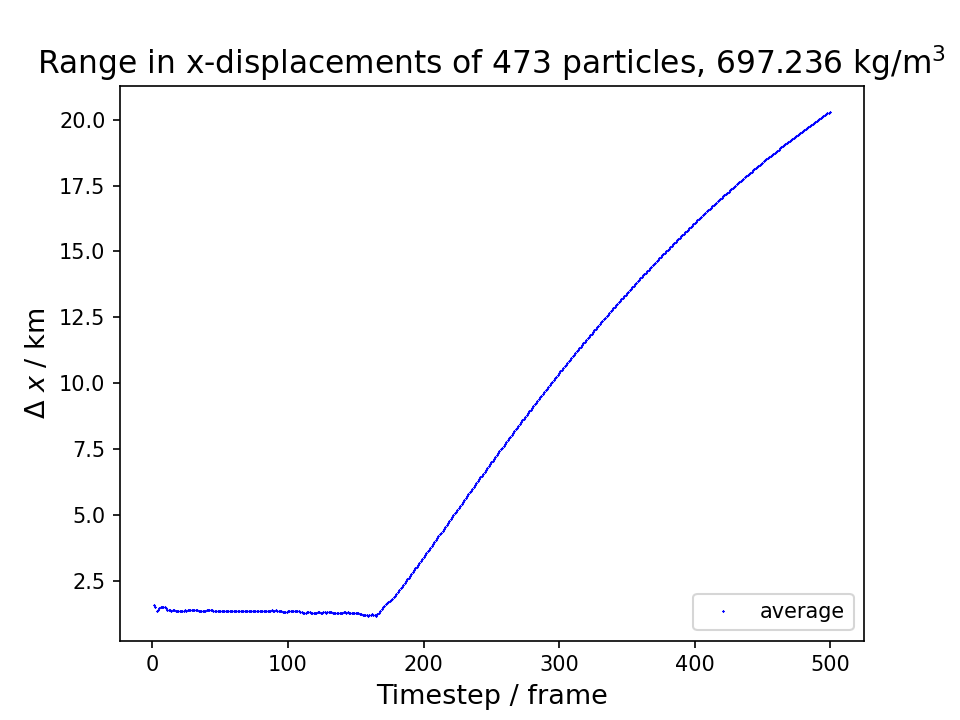 Range in x-displacements of 473 particles, 697.236 kg/m³
20.0
17.5
15.0
12.5
10.0
7.5
5.0
2.5
Δ x / km
average
0 100 200 300 400 500
Timestep / frame